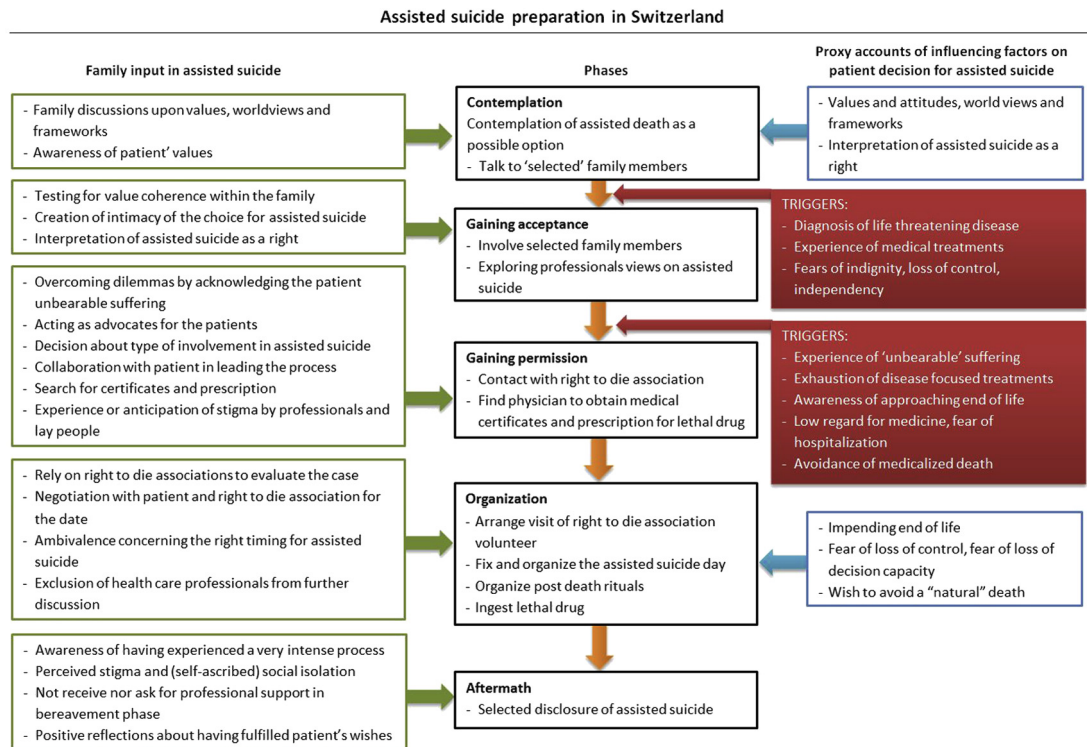 Assisted suicide preparation in Switzerland
Family input in assisted suicide
Phases
Proxy accounts of influencing factors on
patient decision for assisted suicide
- Family discussions upon values, worldviews and
frameworks
- Awareness of patient' values
Contemplation
Contemplation of assisted death as a
possible option
- Talk to 'selected' family members
- Values and attitudes, world views and
frameworks
- Interpretation of assisted suicide as a
right
- Testing for value coherence within the family
- Creation of intimacy of the choice for assisted suicide
- Interpretation of assisted suicide as a right
Gaining acceptance
- Involve selected family members
- Exploring professionals views on assisted
suicide
TRIGGERS:
- Diagnosis of life threatening disease
- Experience of medical treatments
- Fears of indignity, loss of control,
independency
- Overcoming dilemmas by acknowledging the patient
unbearable suffering
- Acting as advocates for the patients
- Decision about type of involvement in assisted suicide
- Collaboration with patient in leading the process
- Search for certificates and prescription
- Experience or anticipation of stigma by professionals and
lay people
Gaining permission
- Contact with right to die association
- Find physician to obtain medical
certificates and prescription for lethal drug
TRIGGERS:
- Experience of 'unbearable' suffering
- Exhaustion of disease focused treatments
- Awareness of approaching end of life
- Low regard for medicine, fear of
hospitalization
- Avoidance of medicalized death
- Rely on right to die associations to evaluate the case
- Negotiation with patient and right to die association for
the date
- Ambivalence concerning the right timing for assisted
suicide
- Exclusion of health care professionals from further
discussion
Organization
- Arrange visit of right to die association
volunteer
- Fix and organize the assisted suicide day
- Organize post death rituals
- Ingest lethal drug
- Impending end of life
- Fear of loss of control, fear of loss of
decision capacity
- Wish to avoid a "natural" death
- Awareness of having experienced a very intense process
- Perceived stigma and (self-ascribed) social isolation
- Not receive nor ask for professional support in
bereavement phase
- Positive reflections about having fulfilled patient's wishes
Aftermath
- Selected disclosure of assisted suicide